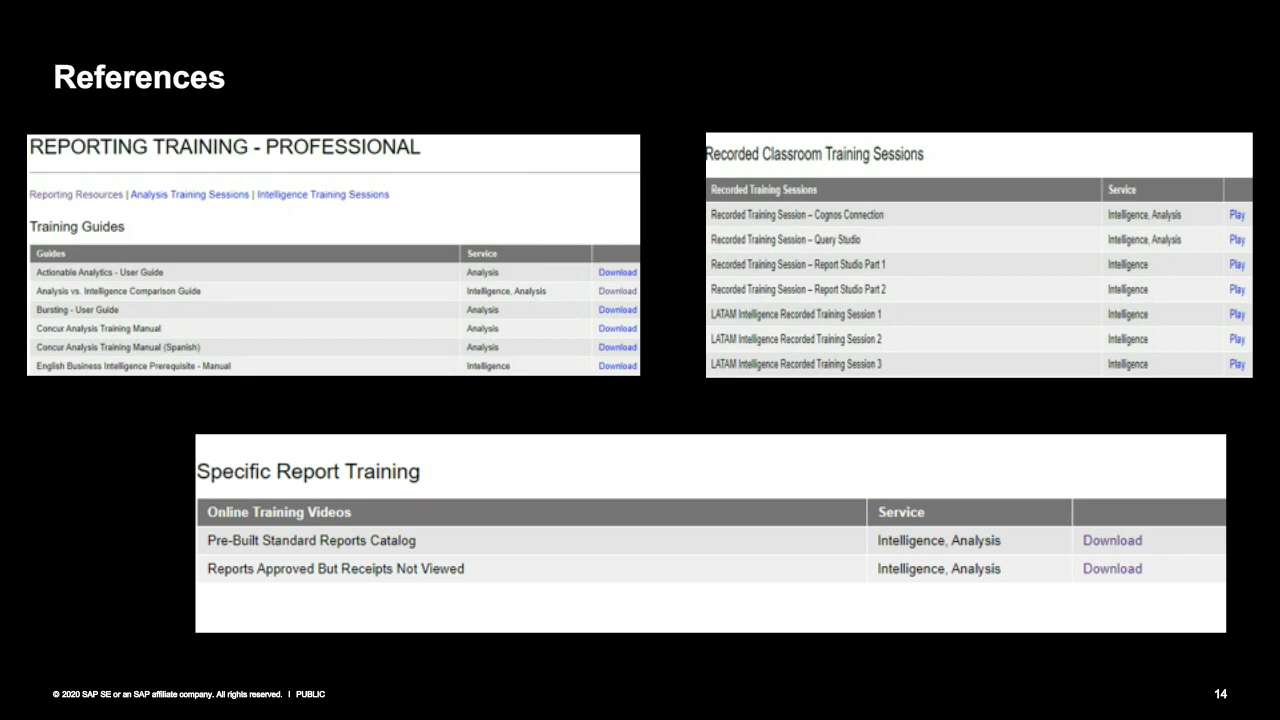 References
REPORTING TRAINING - PROFESSIONAL
Reporting Resources | Analysis Training Sessions | Intelligence Training Sessions
Training Guides
Guides Service
Actionable Analytics - User Guide Analysis Download
Analysis vs. Intelligence Comparison Guide Intelligence, Analysis Download
Bursting - User Guide Analysis Download
Concur Analysis Training Manual Analysis Download
Concur Analysis Training Manual (Spanish) Analysis Download
English Business Intelligence Prerequisite - Manual Intelligence Download
Recorded Classroom Training Sessions
Recorded Training Sessions Service
Recorded Training Session – Cognos Connection Intelligence, Analysis Play
Recorded Training Session – Query Studio Intelligence, Analysis Play
Recorded Training Session – Report Studio Part 1 Intelligence Play
Recorded Training Session – Report Studio Part 2 Intelligence Play
LATAM Intelligence Recorded Training Session 1 Intelligence Play
LATAM Intelligence Recorded Training Session 2 Intelligence Play
LATAM Intelligence Recorded Training Session 3 Intelligence Play
Specific Report Training
Online Training Videos Service
Pre-Built Standard Reports Catalog Intelligence, Analysis Download
Reports Approved But Receipts Not Viewed Intelligence, Analysis Download
© 2020 SAP SE or an SAP affiliate company. All rights reserved. | PUBLIC
14